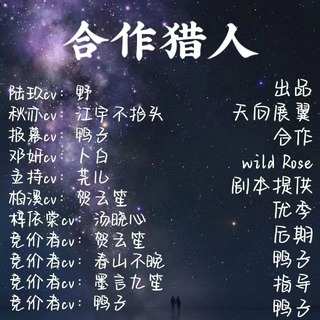 合作猎人
陆玖cv：野
秋亦cv：江宁不抬头
报幕cv：鸭子
邓妍cv：卜白
主持cv：芫儿
柏溪cv：贺云笙
梓依棠cv：汤晓心
竞价者cv：贺云笙
竞价者cv：春山不晚
竞价者cv：墨言九笙
竞价者cv：鸭子
出品
天向展翼
合作
wild Rose
剧本提供
优李
后期
鸭子
指导
鸭子